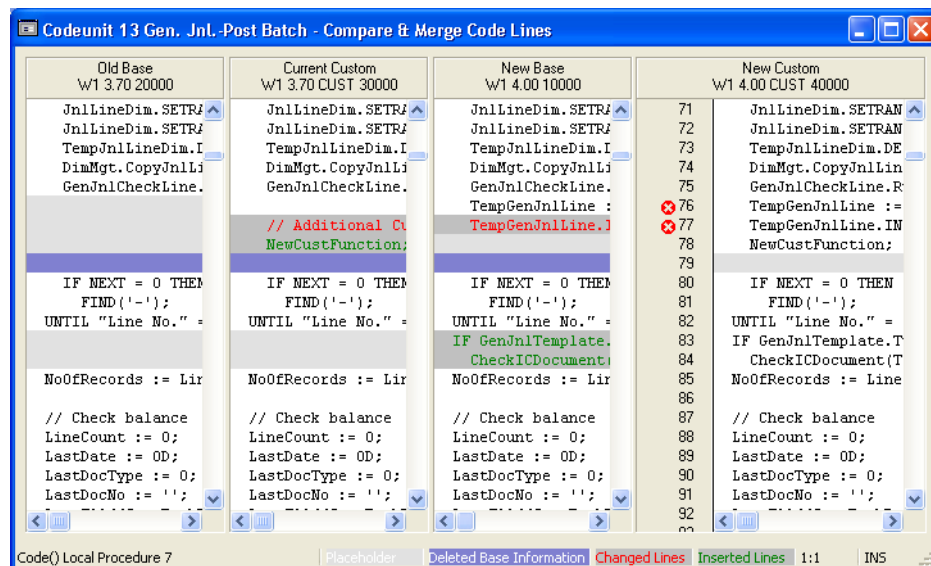 Codeunit 13 Gen. Jnl.-Post Batch - Compare & Merge Code Lines
Old Base
W1 3.70 20000
JnlLineDim.SETRA
JnlLineDim.SETRA
TempJnlLineDim.D
DimMgt.CopyJnlLi
GenJnlCheckLine.
IF NEXT = 0 THEN
FIND('-');
UNTIL "Line No." =
NoOfRecords := Lin
// Check balance
LineCount := 0;
LastDate := 0D;
LastDocType := 0;
LastDocNo := '';
Current Custom
W1 3.70 CUST 30000
JnlLineDim.SETRA
JnlLineDim.SETRA
TempJnlLineDim.D
DimMgt.CopyJnlLi
GenJnlCheckLine.
// Additional Cu
NewCustFunction;
IF NEXT = 0 THEN
FIND('-');
UNTIL "Line No." =
NoOfRecords := Lin
// Check balance
LineCount := 0;
LastDate := 0D;
LastDocType := 0;
LastDocNo := '';
New Base
W1 4.00 10000
JnlLineDim.SETRA
JnlLineDim.SETRA
TempJnlLineDim.D
DimMgt.CopyJnlLi
GenJnlCheckLine.
TempGenJnlLine :
TempGenJnlLine.I
IF NEXT = 0 THEN
FIND('-');
UNTIL "Line No." =
IF GenJnlTemplate.
CheckICDocument(
NoOfRecords := Lin
// Check balance
LineCount := 0;
LastDate := 0D;
LastDocType := 0;
LastDocNo := '';
New Custom
W1 4.00 CUST 40000
71 JnlLineDim.SETRAN
72 JnlLineDim.SETRAN
73 TempJnlLineDim.DE
74 DimMgt.CopyJnlLin
75 GenJnlCheckLine.R
76 TempGenJnlLine :=
77 TempGenJnlLine.IN
78 NewCustFunction;
79
80 IF NEXT = 0 THEN
81 FIND('-');
82 UNTIL "Line No." =
83 IF GenJnlTemplate.T
84 CheckICDocument(T
85 NoOfRecords := Line
86
87 // Check balance
88 LineCount := 0;
89 LastDate := 0D;
90 LastDocType := 0;
91 LastDocNo := '';
92
Code() Local Procedure 7 Placeholder Deleted Base Information Changed Lines Inserted Lines 1:1 INS